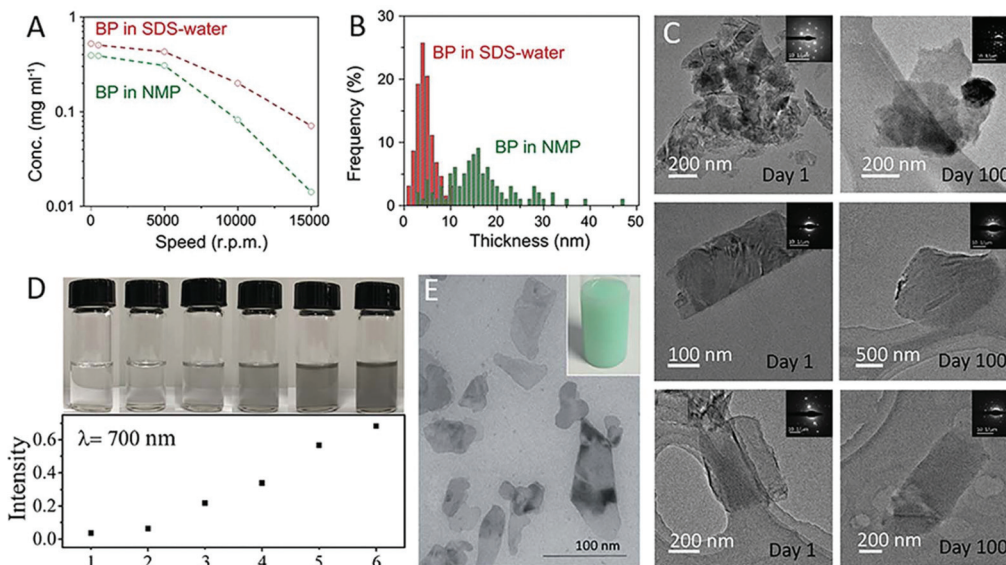 A
Conc. (mg ml⁻¹)
1
0.1
0.01
BP in SDS-water
BP in NMP
0
5000
10000
15000
Speed (r.p.m.)
B
Frequency (%)
30
25
20
15
10
5
0
BP in SDS-water
BP in NMP
0
10
20
30
40
50
Thickness (nm)
C
200 nm
Day 1
200 nm
Day 100
100 nm
Day 1
500 nm
Day 100
200 nm
Day 1
200 nm
Day 100
D
λ= 700 nm
Intensity
0.6
0.4
0.2
0.0
1
2
3
4
5
6
E
100 nm